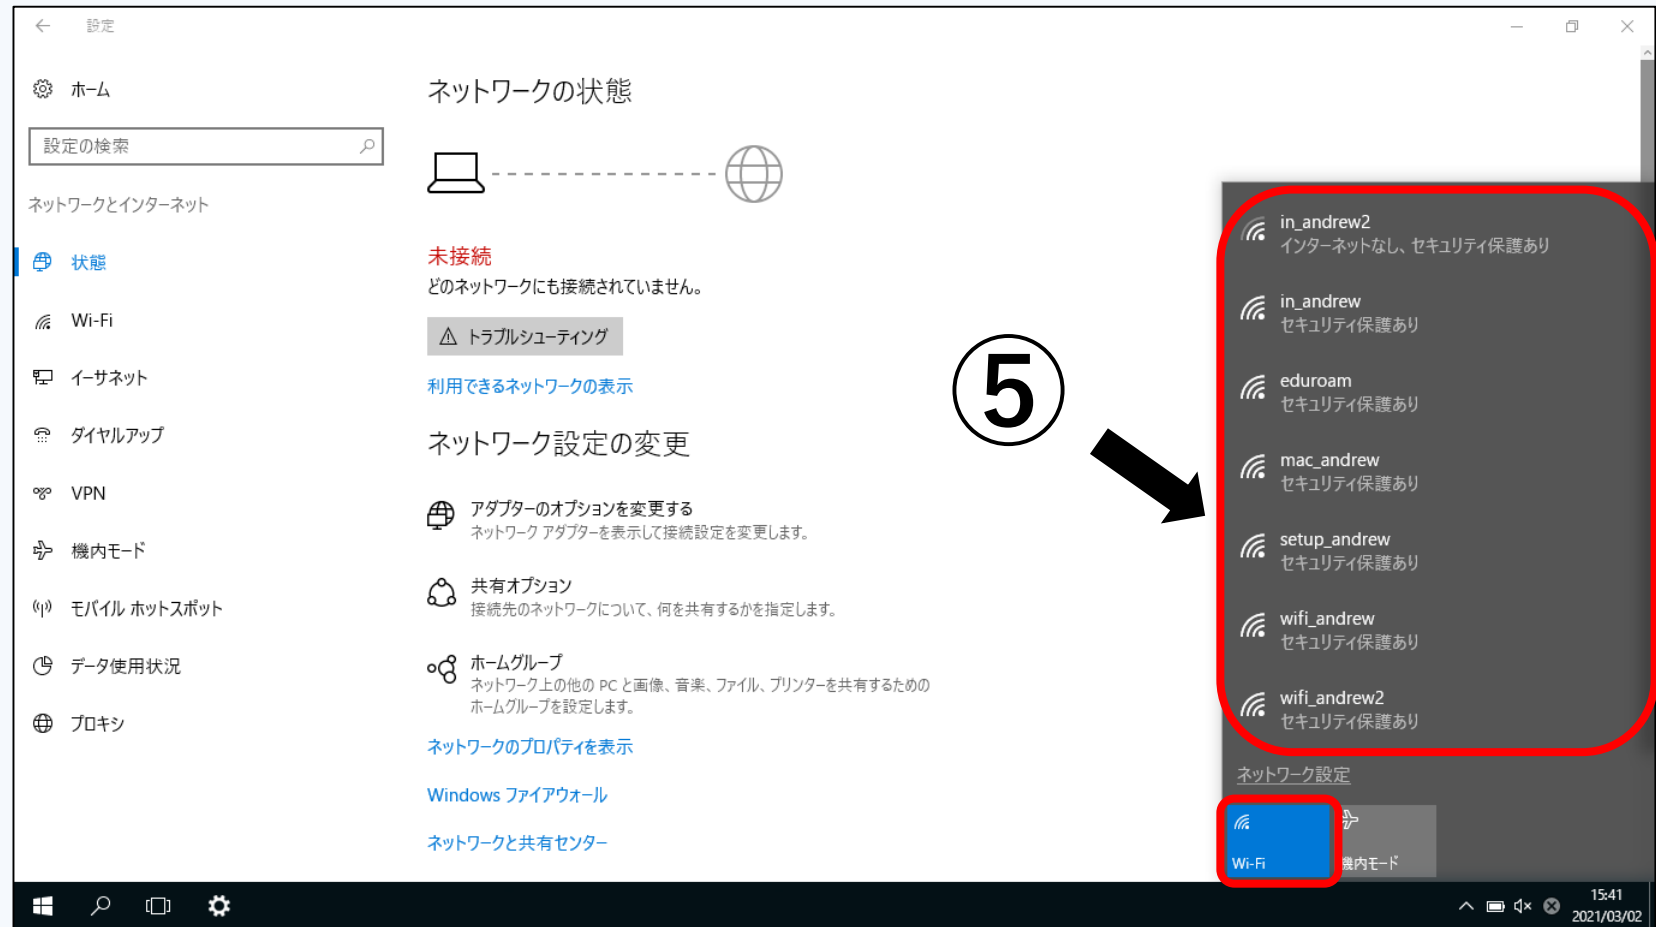 設定
ホーム
設定の検索
ネットワークとインターネット
状態
Wi-Fi
イーサネット
ダイヤルアップ
VPN
機内モード
モバイル ホットスポット
データ使用状況
プロキシ
ネットワークの状態
未接続
どのネットワークにも接続されていません。
トラブルシューティング
利用できるネットワークの表示
ネットワーク設定の変更
アダプターのオプションを変更する
ネットワーク アダプターを表示して接続設定を変更します。
共有オプション
接続先のネットワークについて、何を共有するかを指定します。
ホームグループ
ネットワーク上の他の PC と画像、音楽、ファイル、プリンターを共有するための
ホームグループを設定します。
ネットワークのプロパティを表示
Windows ファイアウォール
ネットワークと共有センター
⑤
in_andrew2
インターネットなし、セキュリティ保護あり
in_andrew
セキュリティ保護あり
eduroam
セキュリティ保護あり
mac_andrew
セキュリティ保護あり
setup_andrew
セキュリティ保護あり
wifi_andrew
セキュリティ保護あり
wifi_andrew2
セキュリティ保護あり
ネットワーク設定
Wi-Fi
機内モード
15:41
2021/03/02